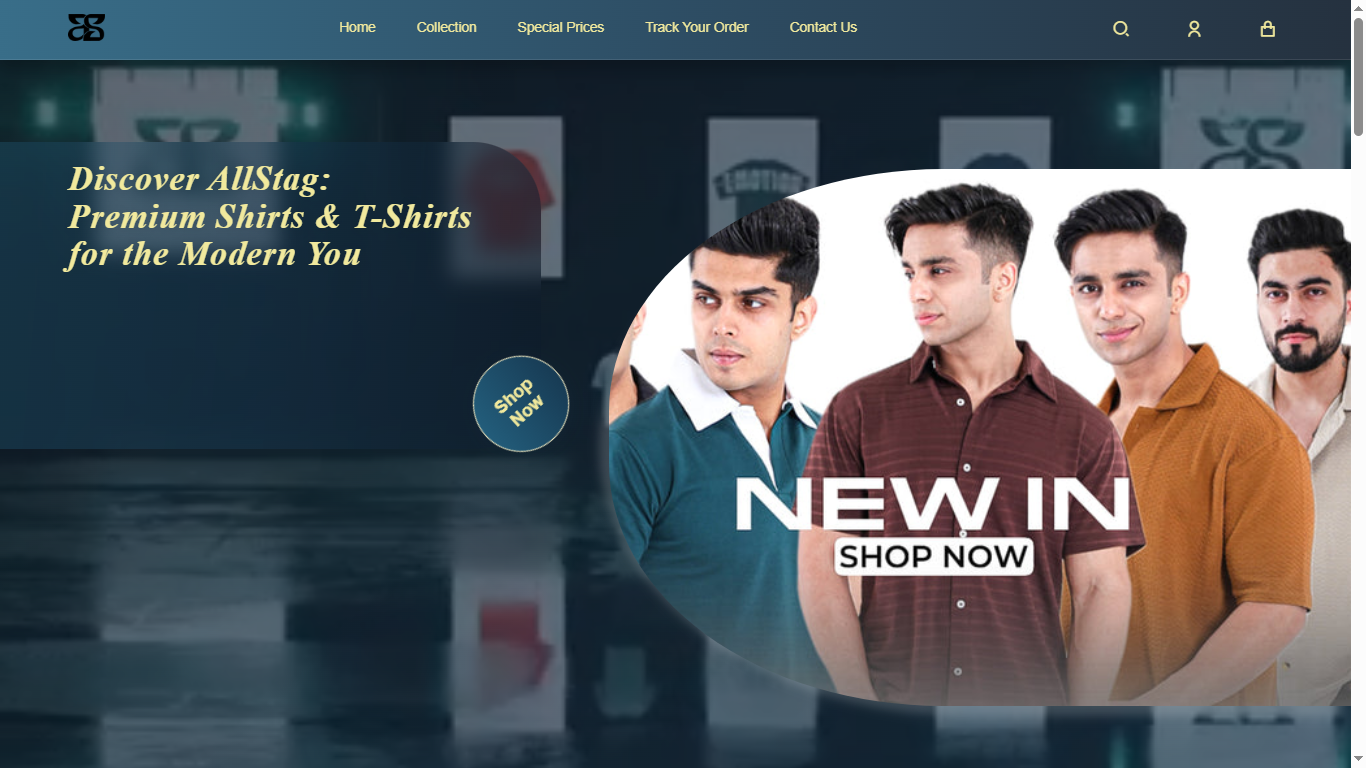 Home
Collection
Special Prices
Track Your Order
Contact Us
EMOTION
Discover AllStag:
Premium Shirts & T-Shirts
for the Modern You
Shop
Now
NEW IN
SHOP NOW